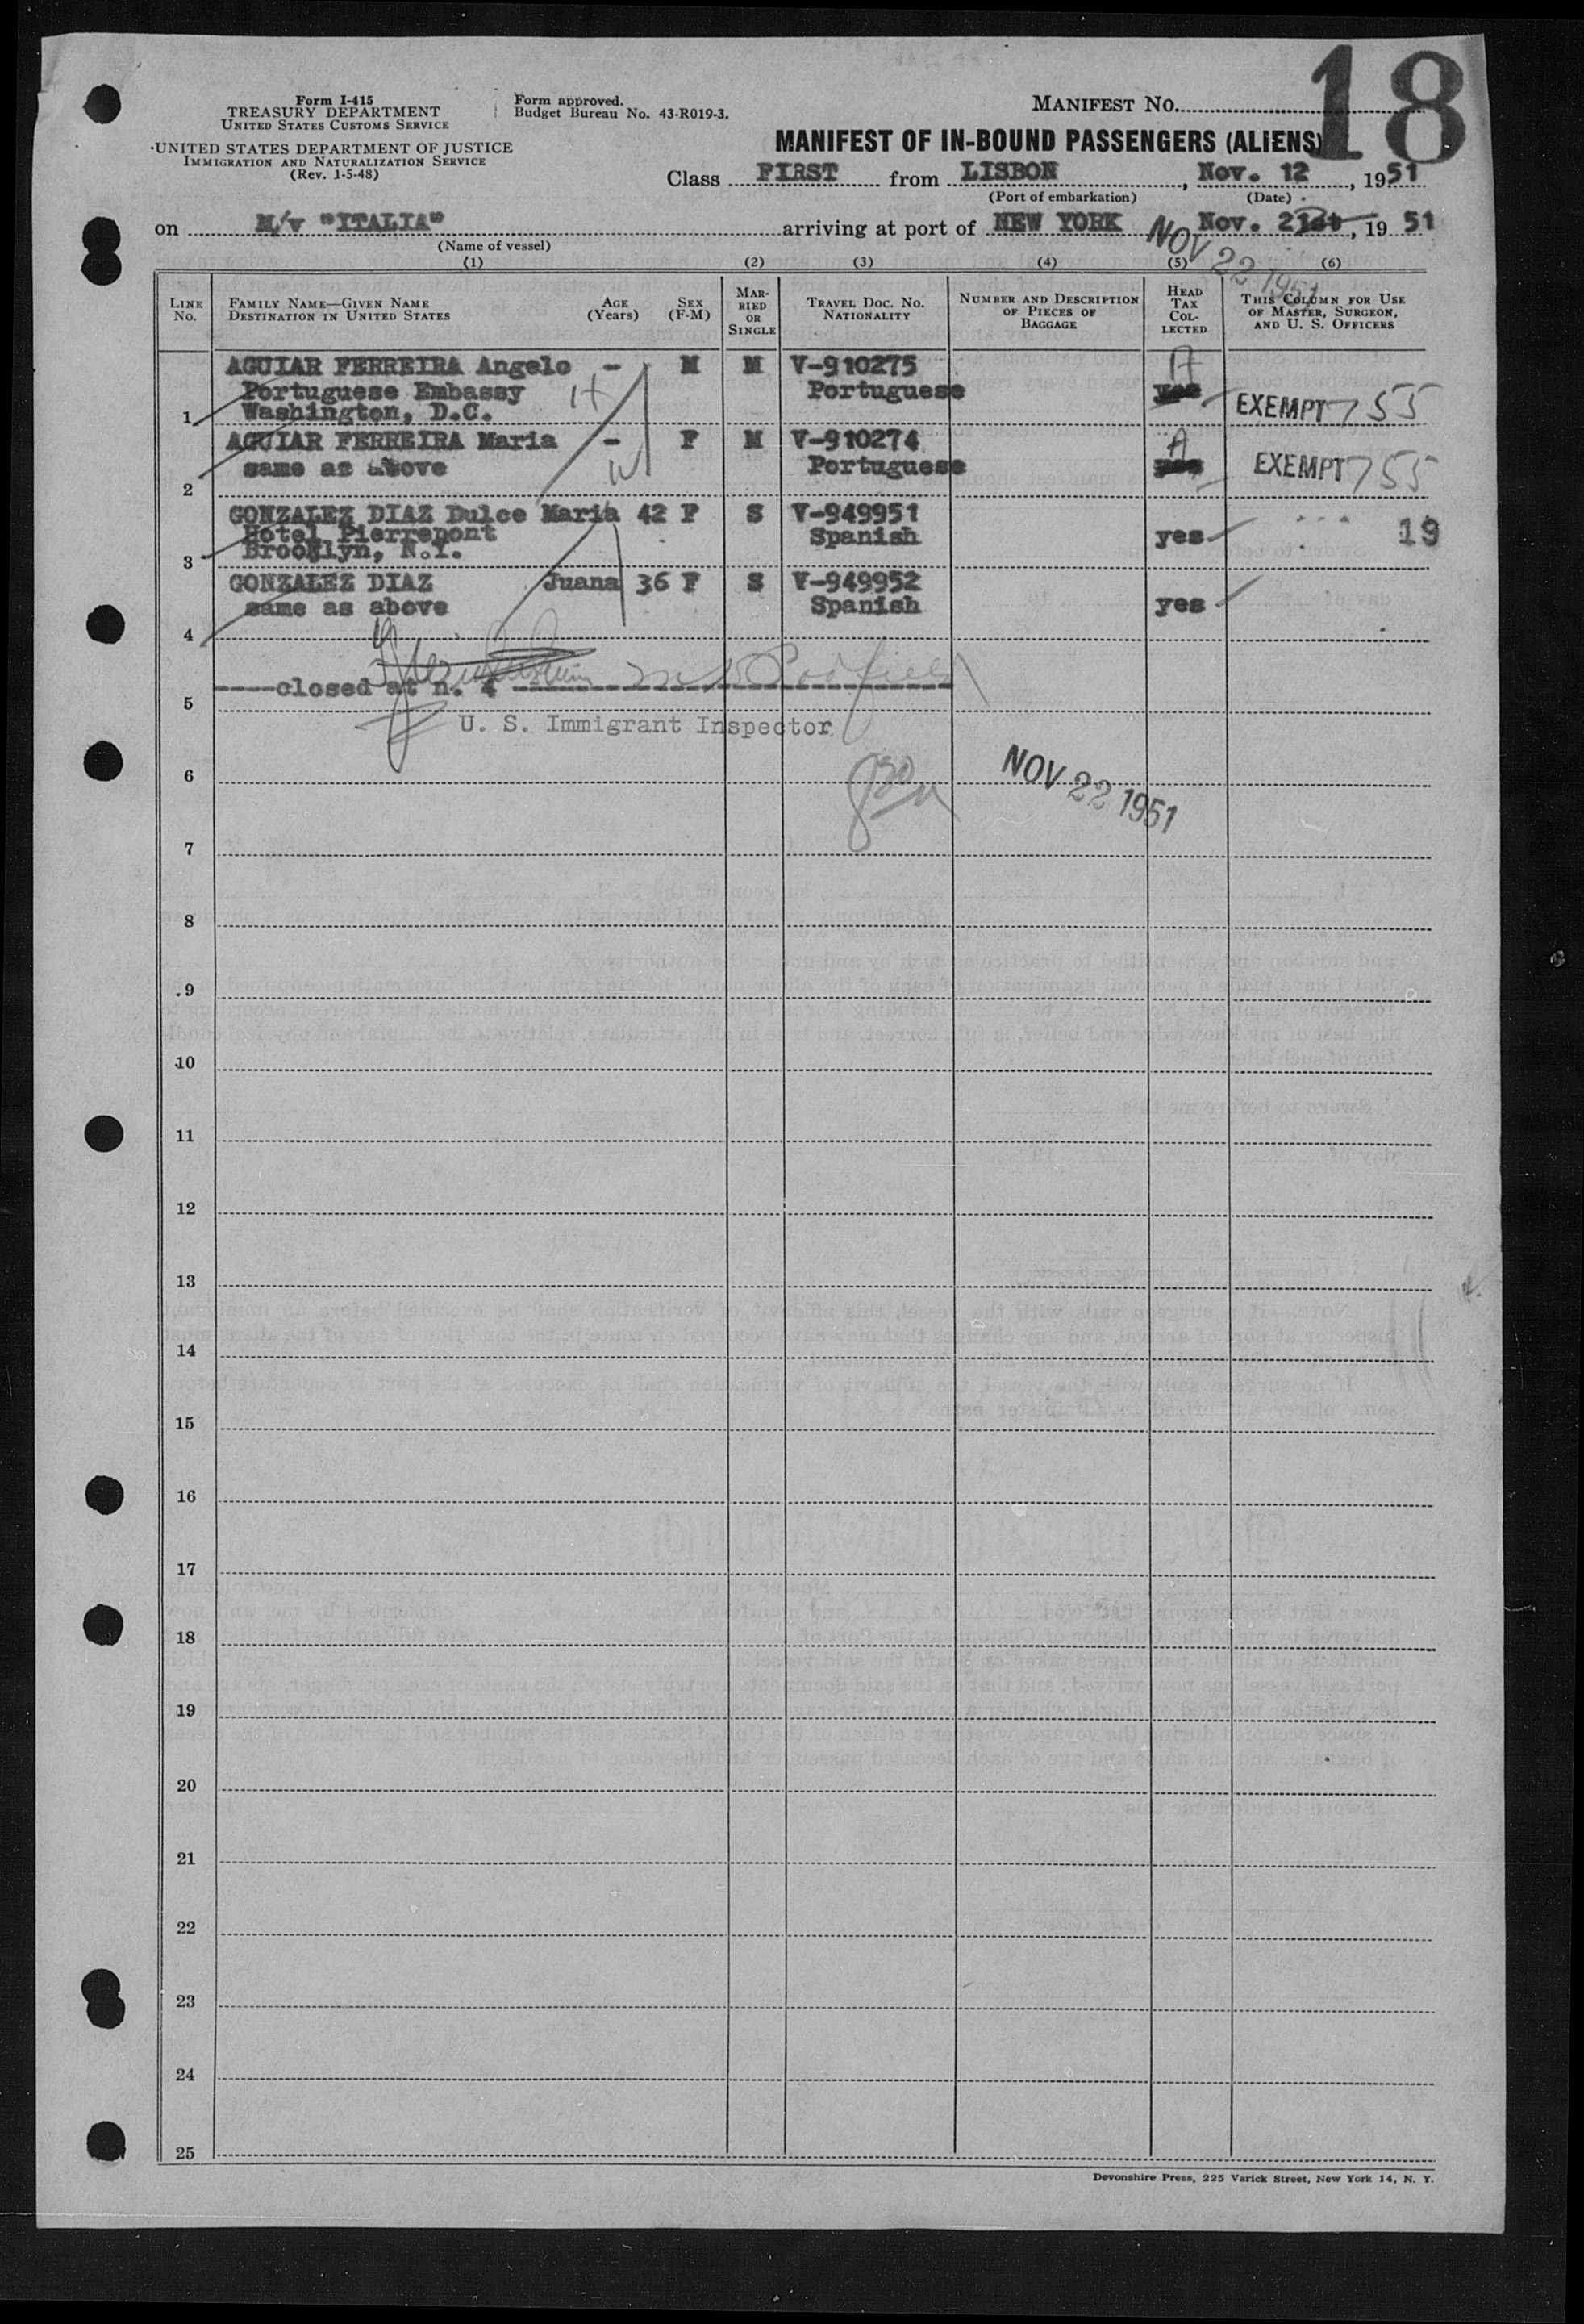 18
Form I-415
TREASURY DEPARTMENT
UNITED STATES CUSTOMS SERVICE
UNITED STATES DEPARTMENT OF JUSTICE
IMMIGRATION AND NATURALIZATION SERVICE
(Rev. 1-5-48)
Form approved.
Budget Bureau No. 43-R019-3.
MANIFEST NO.
MANIFEST OF IN-BOUND PASSENGERS (ALIENS)
Class FIRST from LISBON, Nov. 12, 1951
(Port of embarkation) (Date)
on M/v "ITALIA" arriving at port of NEW YORK Nov. 21st, 19 51
(Name of vessel)
NOV 22 1951
(1) (2) (3) (4) (5) (6)
LINE No. FAMILY NAME—GIVEN NAME DESTINATION IN UNITED STATES AGE (Years) SEX (F-M) MARRIED OR SINGLE TRAVEL DOC. NO. NATIONALITY NUMBER AND DESCRIPTION OF PIECES OF BAGGAGE HEAD TAX COLLECTED THIS COLUMN FOR USE OF MASTER, SURGEON, AND U. S. OFFICERS
AGUIAR FERREIRA Angelo - M M V-910275
Portuguese Embassy Portuguese yes EXEMPT 755
1 Washington, D.C.
AGUIAR FERREIRA Maria - F M V-910274
same as above Portuguese EXEMPT 755
2
GONZALEZ DIAZ Dulce Maria 42 F S V-949951
Hotel Pierrepont Spanish yes 19
3 Brooklyn, N.Y.
GONZALEZ DIAZ Juana 36 F S V-949952
same as above Spanish yes
4
----closed at n. 4
5
U. S. Immigrant Inspector
6
NOV 22 1951
7
8
9
10
11
12
13
14
15
16
17
18
19
20
21
22
23
24
25
Devonshire Press, 225 Varick Street, New York 14, N. Y.